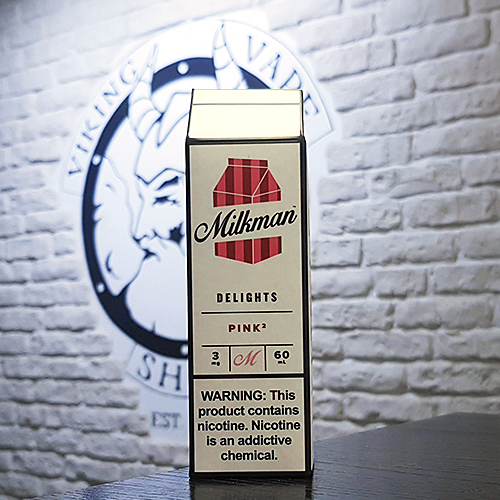 VIKING VAPE
SH
EST
Milkman™
DELIGHTS
PINK²
3 mg M 60 mL
WARNING: This
product contains
nicotine. Nicotine
is an addictive
chemical.